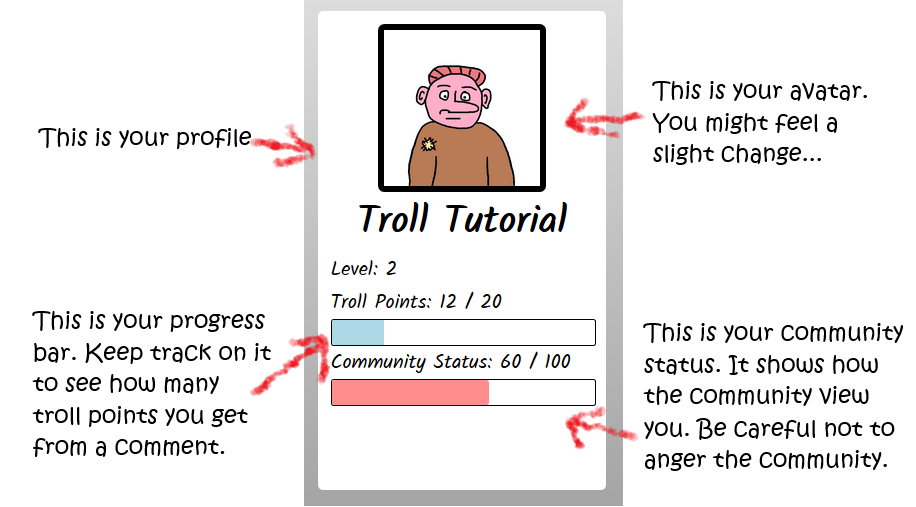 This is your profile
This is your avatar.
You might feel a
slight change...
Troll Tutorial
Level: 2
Troll Points: 12 / 20
Community Status: 60 / 100
This is your progress
bar. Keep track on it
to see how many
troll points you get
from a comment.
This is your community
status. It shows how
the community view
you. Be careful not to
anger the community.